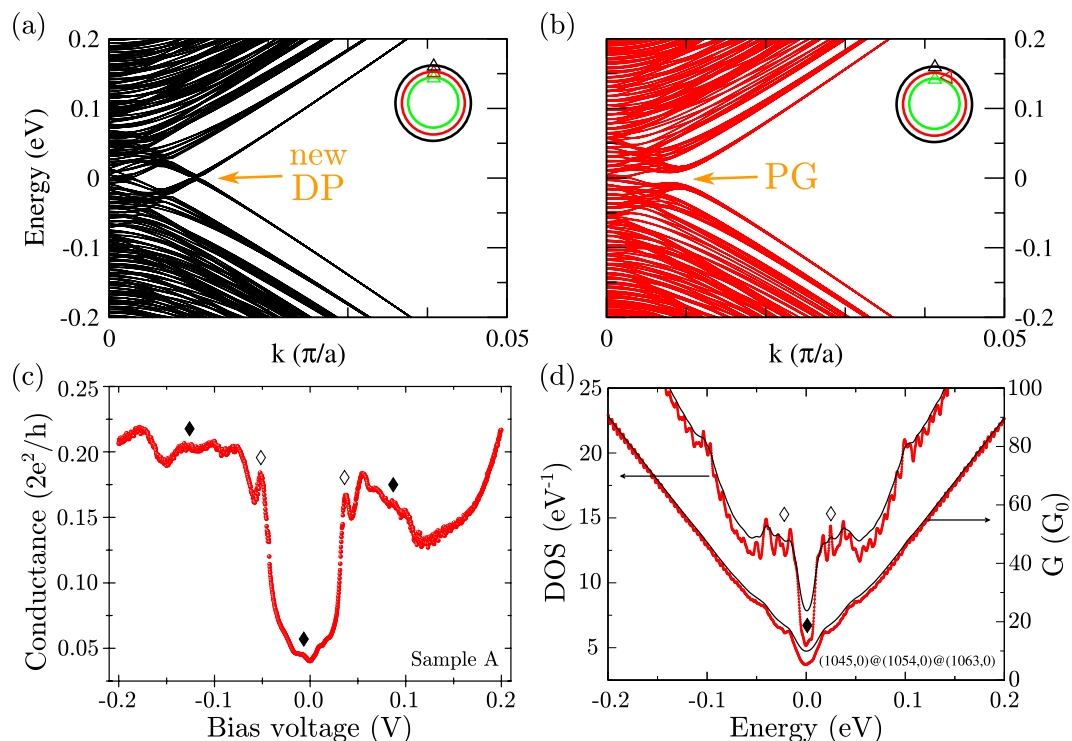 (a)
0.2
0.1
0
-0.1
-0.2
Energy (eV)
new
DP
0
0.05
k (π/a)
(b)
0.2
0.1
0
-0.1
-0.2
PG
0
0.05
k (π/a)
(c)
0.25
0.20
0.15
0.10
0.05
Conductance (2e²/h)
Sample A
-0.2
-0.1
0.0
0.1
0.2
Bias voltage (V)
(d)
25
20
15
10
5
DOS (eV⁻¹)
100
80
60
40
20
0
G (G₀)
(1045,0)@(1054,0)@(1063,0)
-0.2
-0.1
0.0
0.1
0.2
Energy (eV)